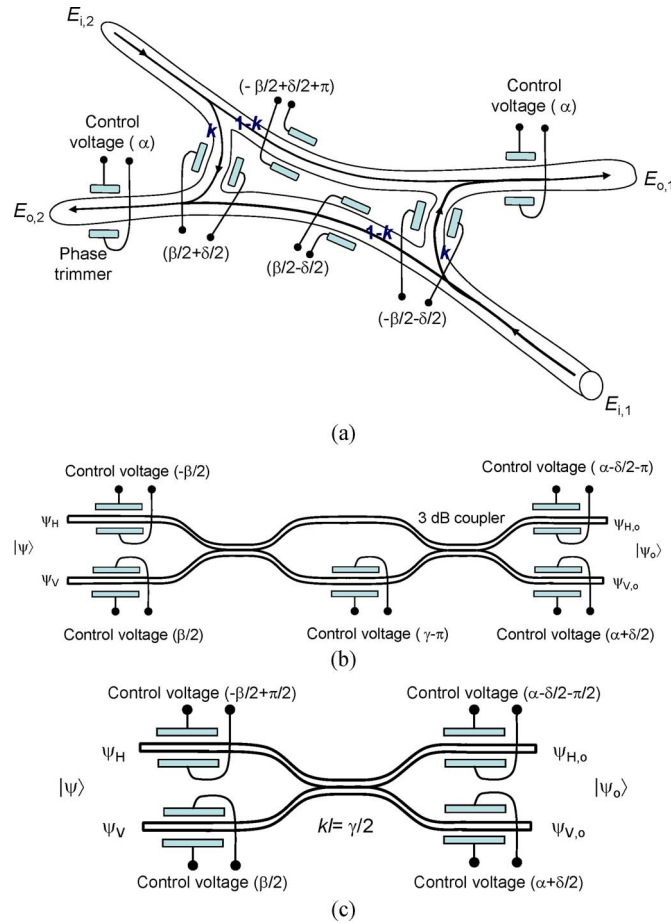 E_i,2
(- β/2+δ/2+π)
Control voltage ( α)
Control voltage ( α)
k
1-k
E_o,1
E_o,2
Phase trimmer
(β/2+δ/2)
(β/2-δ/2)
1-k
k
(-β/2-δ/2)
E_i,1
(a)
Control voltage (-β/2)
Control voltage ( α-δ/2-π)
ψ_H
3 dB coupler
ψ_H,o
|ψ⟩
|ψ_o⟩
ψ_V
ψ_V,o
Control voltage (β/2)
Control voltage ( γ-π)
Control voltage (α+δ/2)
(b)
Control voltage (-β/2+π/2)
Control voltage (α-δ/2-π/2)
ψ_H
ψ_H,o
|ψ⟩
|ψ_o⟩
ψ_V
kl= γ/2
ψ_V,o
Control voltage (β/2)
Control voltage (α+δ/2)
(c)